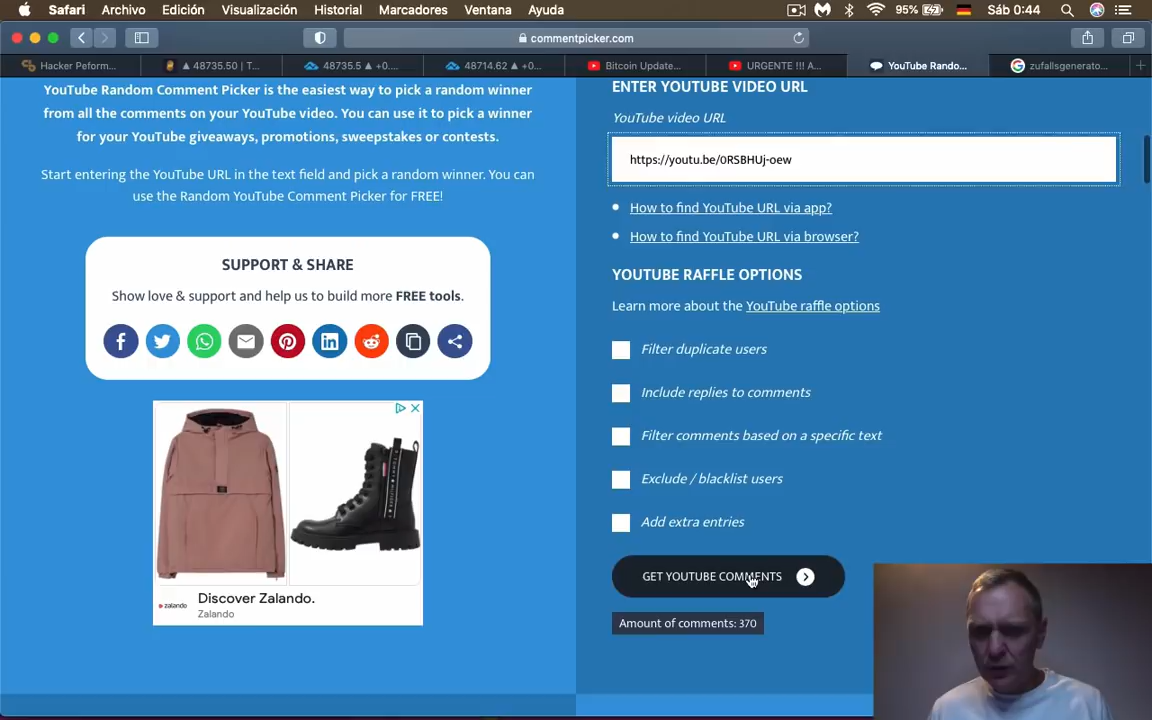 Safari Archivo Edición Visualización Historial Marcadores Ventana Ayuda 95% Sáb 0:44
commentpicker.com
Hacker Peform... ▲ 48735.50 | T... 48735.5 ▲ +0.... 48714.62 ▲ +0... Bitcoin Update... URGENTE !!! A... YouTube Rando... zufallsgenerato...
YouTube Random Comment Picker is the easiest way to pick a random winner
from all the comments on your YouTube video. You can use it to pick a winner
for your YouTube giveaways, promotions, sweepstakes or contests.
Start entering the YouTube URL in the text field and pick a random winner. You can
use the Random YouTube Comment Picker for FREE!
SUPPORT & SHARE
Show love & support and help us to build more FREE tools.
Discover Zalando.
zalando
Zalando
ENTER YOUTUBE VIDEO URL
YouTube video URL
https://youtu.be/0RSBHUj-oew
How to find YouTube URL via app?
How to find YouTube URL via browser?
YOUTUBE RAFFLE OPTIONS
Learn more about the YouTube raffle options
Filter duplicate users
Include replies to comments
Filter comments based on a specific text
Exclude / blacklist users
Add extra entries
GET YOUTUBE COMMENTS
Amount of comments: 370